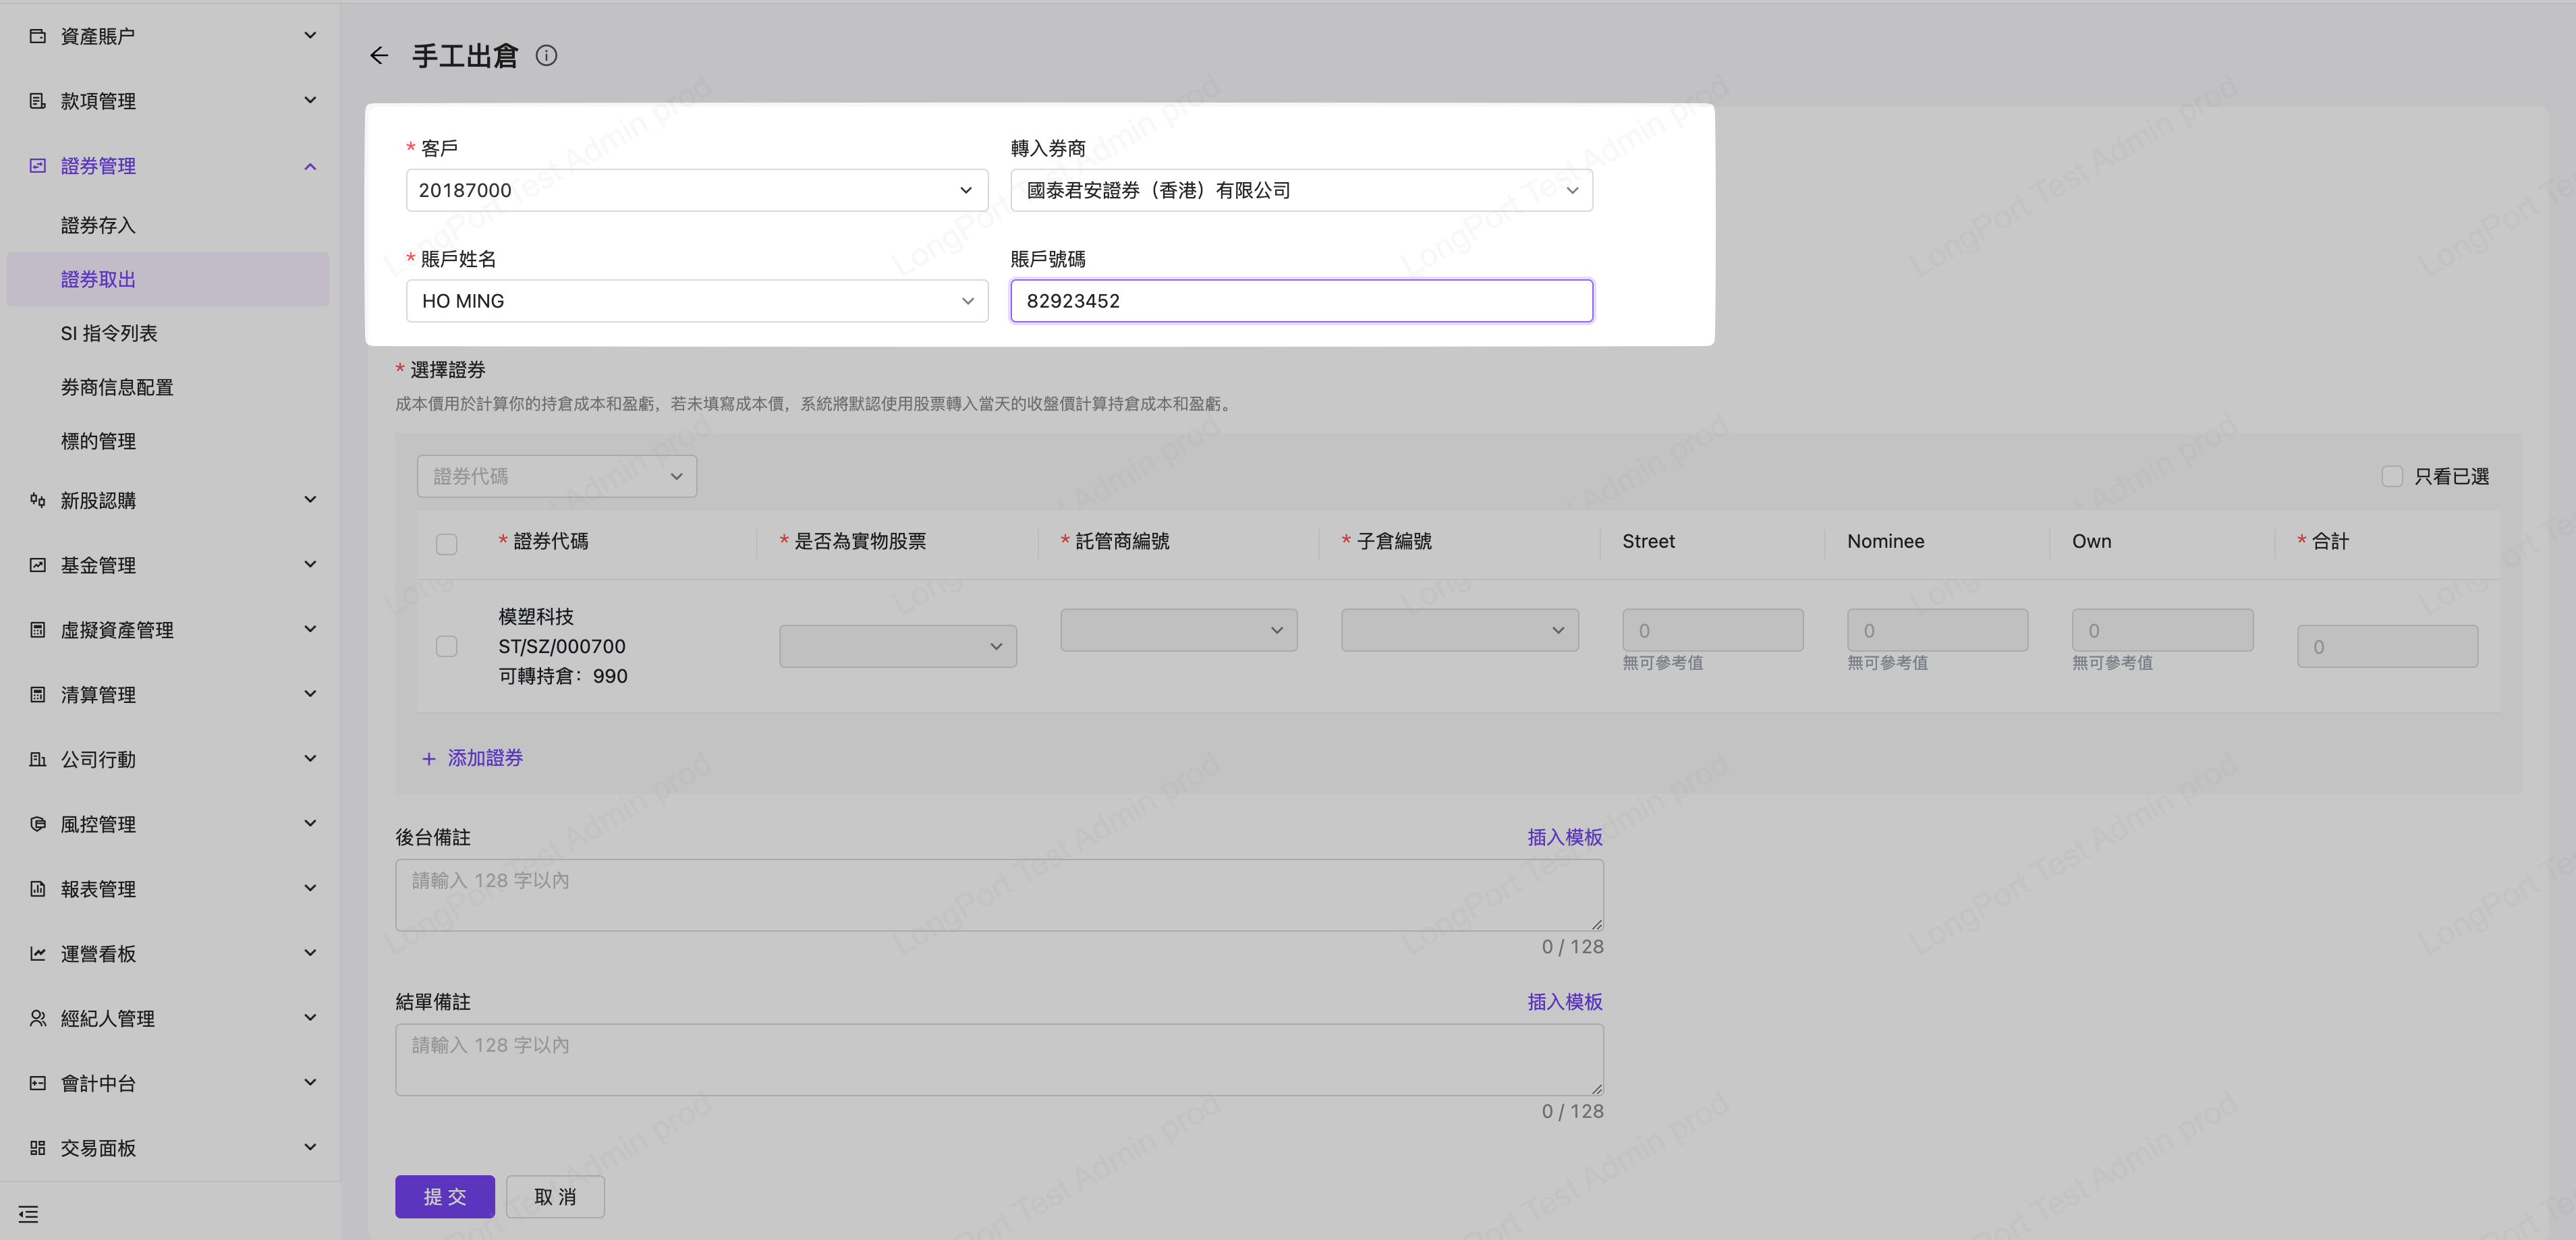 資產賬户
款項管理
證券管理
證券存入
證券取出
SI 指令列表
券商信息配置
標的管理
新股認購
基金管理
虛擬資產管理
清算管理
公司行動
風控管理
報表管理
運營看板
經紀人管理
會計中台
交易面板
手工出倉
* 客戶
20187000
轉入券商
國泰君安證券（香港）有限公司
* 賬戶姓名
HO MING
賬戶號碼
82923452
* 選擇證券
成本價用於計算你的持倉成本和盈虧，若未填寫成本價，系統將默認使用股票轉入當天的收盤價計算持倉成本和盈虧。
證券代碼
只看已選
* 證券代碼
* 是否為實物股票
* 託管商編號
* 子倉編號
Street
Nominee
Own
* 合計
模塑科技
ST/SZ/000700
可轉持倉：990
0
無可參考值
0
無可參考值
0
無可參考值
0
+ 添加證券
後台備註
插入模板
請輸入 128 字以內
0 / 128
結單備註
插入模板
請輸入 128 字以內
0 / 128
提 交
取 消
LongPort Test Admin prod